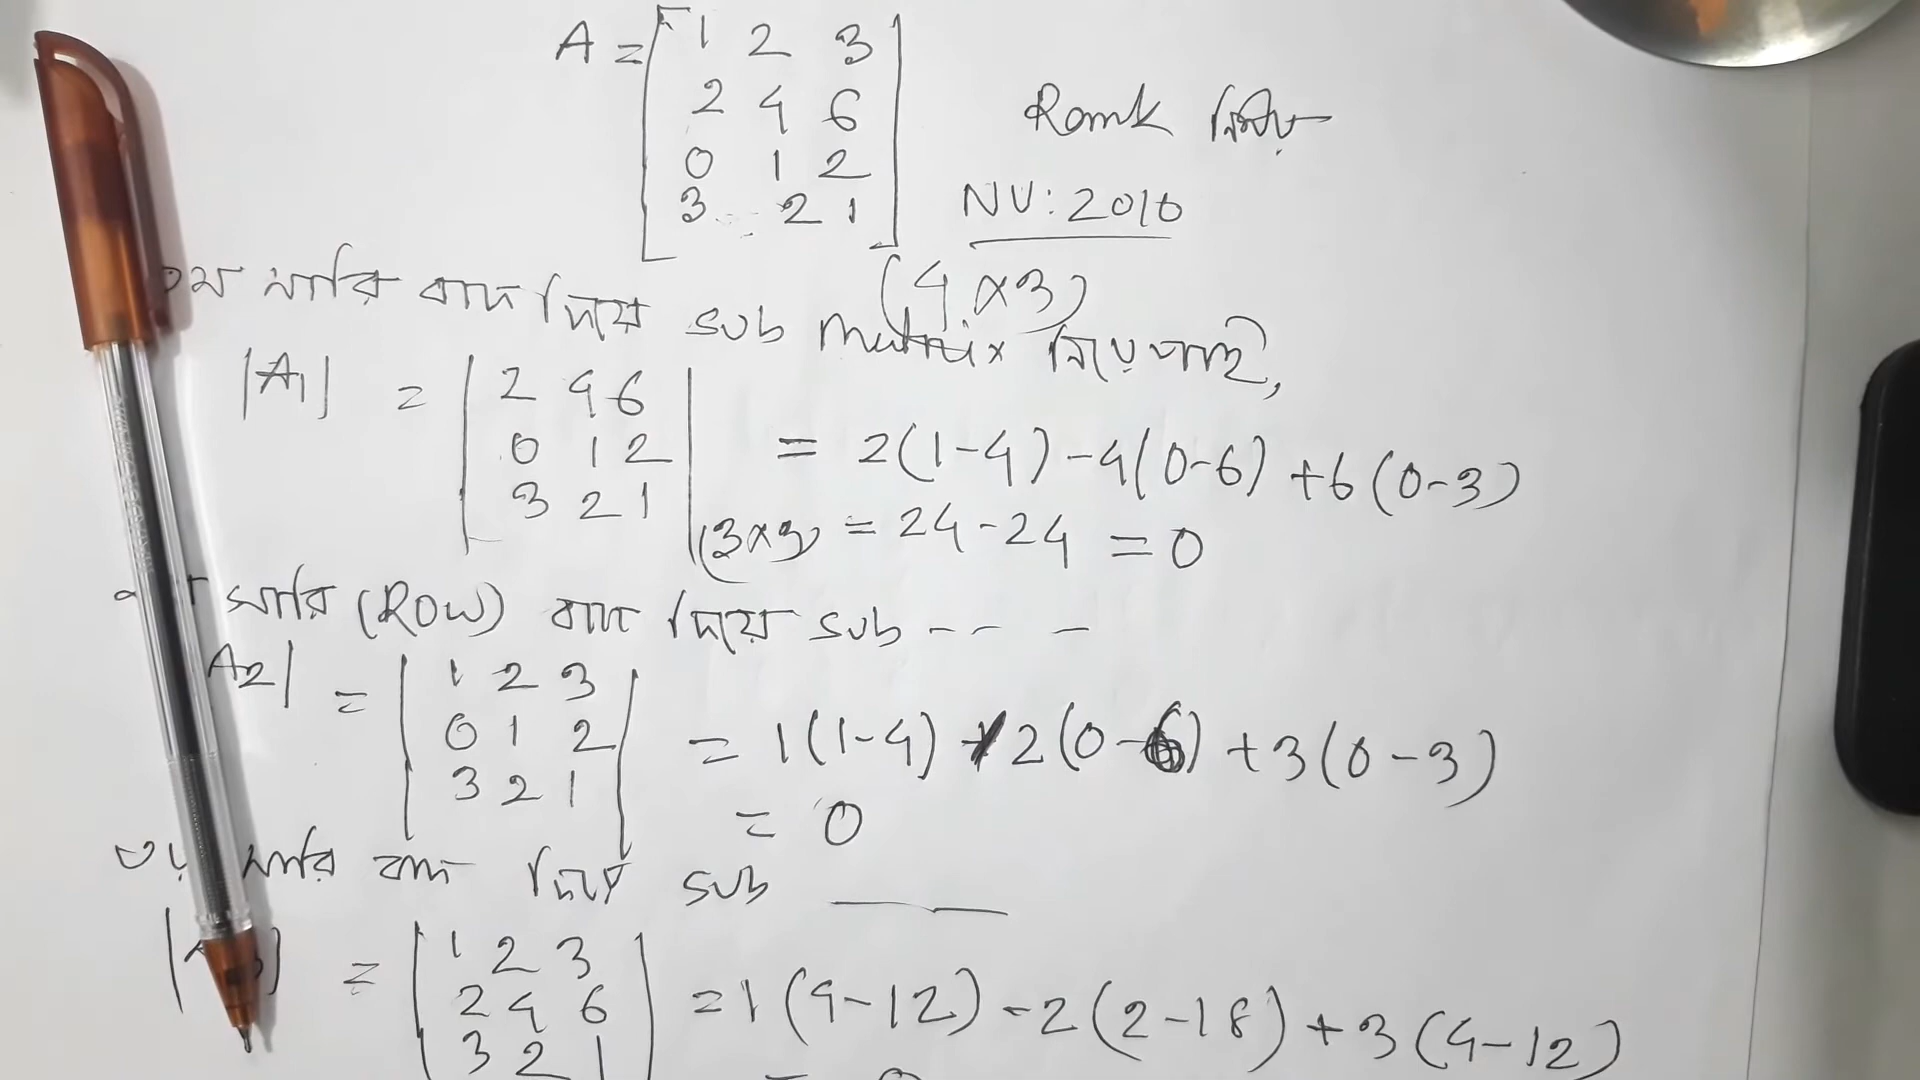 A = [ 1 2 3
2 4 6
0 1 2
3 2 1 ]
Rank নির্ণয়
NU: 2016
(4×3)
১ম সারি বাদ দিয়ে sub matrix নিয়ে পাই,
|A1| = | 2 4 6
0 1 2
3 2 1 | (3×3)
= 2(1-4) -4(0-6) +6(0-3)
= 24-24 = 0
সারি (ROW) বাদ দিয়ে sub -- -
A2| = | 1 2 3
0 1 2
3 2 1 |
= 1(1-4) -2(0-6) +3(0-3)
= 0
৩য় সারি বাদ দিয়ে sub
= | 1 2 3
2 4 6
3 2 1
= 1(4-12) -2(2-18) +3(4-12)
=